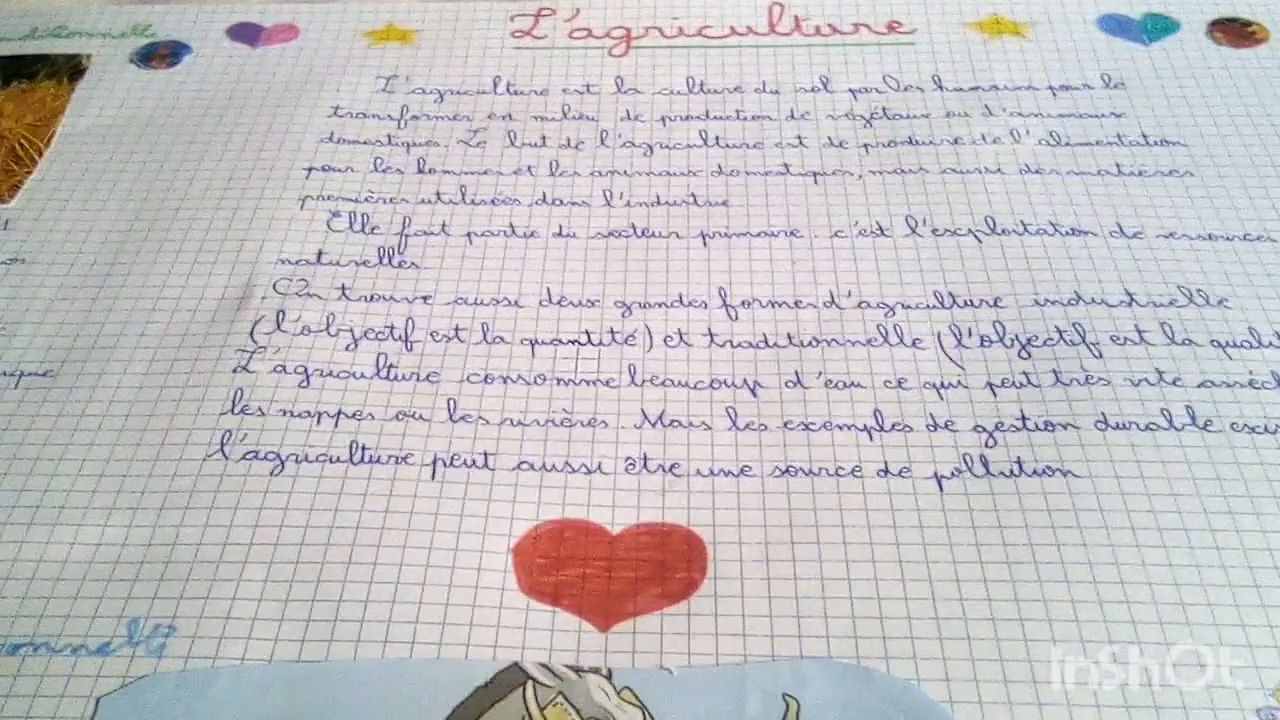 L'agriculture
L'agriculture est la culture du sol par les humains pour le
transformer en milieu de production de végétaux ou d'animaux
domestiques. Le but de l'agriculture est de produire de l'alimentation
pour les hommes et les animaux domestiques, mais aussi des matières
premières utilisées dans l'industrie
Elle fait partie du secteur primaire. c'est l'exploitation de ressources
naturelles.
On trouve aussi deux grandes formes d'agriculture industrielle
(l'objectif est la quantité) et traditionnelle (l'objectif est la quali
L'agriculture consomme beaucoup d'eau ce qui peut très vite asséc
les nappes ou les rivières. Mais les exemples de gestion durable exis
l'agriculture peut aussi être une source de pollution
onnelle
InShOt